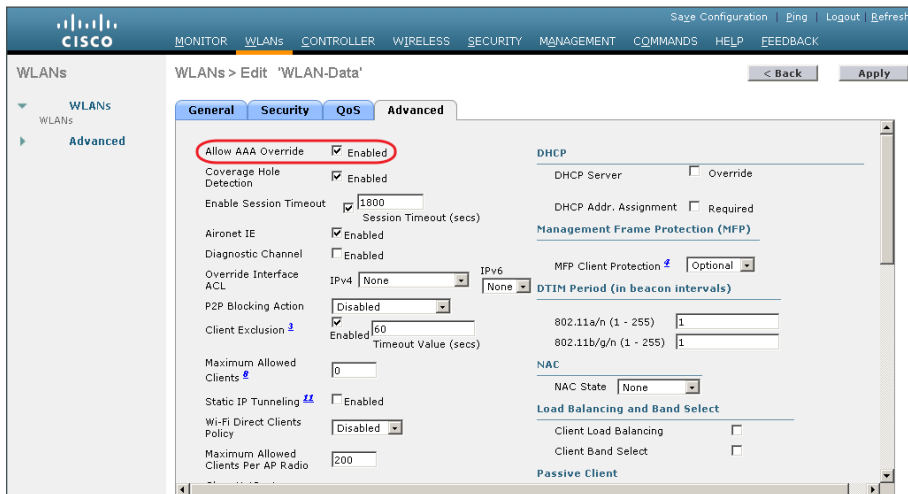 Save Configuration | Ping | Logout | Refresh
CISCO
MONITOR WLANs CONTROLLER WIRELESS SECURITY MANAGEMENT COMMANDS HELP FEEDBACK
WLANs
WLANs > Edit 'WLAN-Data'
< Back
Apply
WLANs
WLANs
Advanced
General Security QoS Advanced
Allow AAA Override Enabled
Coverage Hole Detection Enabled
Enable Session Timeout 1800
Session Timeout (secs)
Aironet IE Enabled
Diagnostic Channel Enabled
Override Interface ACL IPv4 None IPv6 None
P2P Blocking Action Disabled
Client Exclusion 3 Enabled 60
Timeout Value (secs)
Maximum Allowed Clients 8 0
Static IP Tunneling 11 Enabled
Wi-Fi Direct Clients Policy Disabled
Maximum Allowed Clients Per AP Radio 200
DHCP
DHCP Server Override
DHCP Addr. Assignment Required
Management Frame Protection (MFP)
MFP Client Protection 4 Optional
DTIM Period (in beacon intervals)
802.11a/n (1 - 255) 1
802.11b/g/n (1 - 255) 1
NAC
NAC State None
Load Balancing and Band Select
Client Load Balancing
Client Band Select
Passive Client